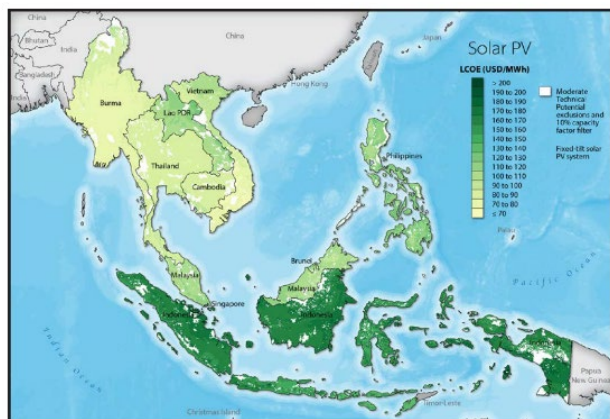 China
China
Bhutan
India
Bangladesh
India
Japan
Hong Kong
Burma
Vietnam
Lao PDR
Thailand
Cambodia
Philippines
Palau
Brunei
Malaysia
Malaysia
Singapore
Indonesia
Indonesia
Pacific Ocean
Indian Ocean
Papua
New Guinea
Timor-Leste
Christmas Island
Solar PV
LCOE (USD/MWh)
> 200
190 to 200
180 to 190
170 to 180
160 to 170
150 to 160
140 to 150
130 to 140
120 to 130
110 to 120
100 to 110
90 to 100
80 to 90
70 to 80
≤ 70
Moderate
Technical
Potential
exclusions and
10% capacity
factor filter
Fixed-tilt solar
PV system